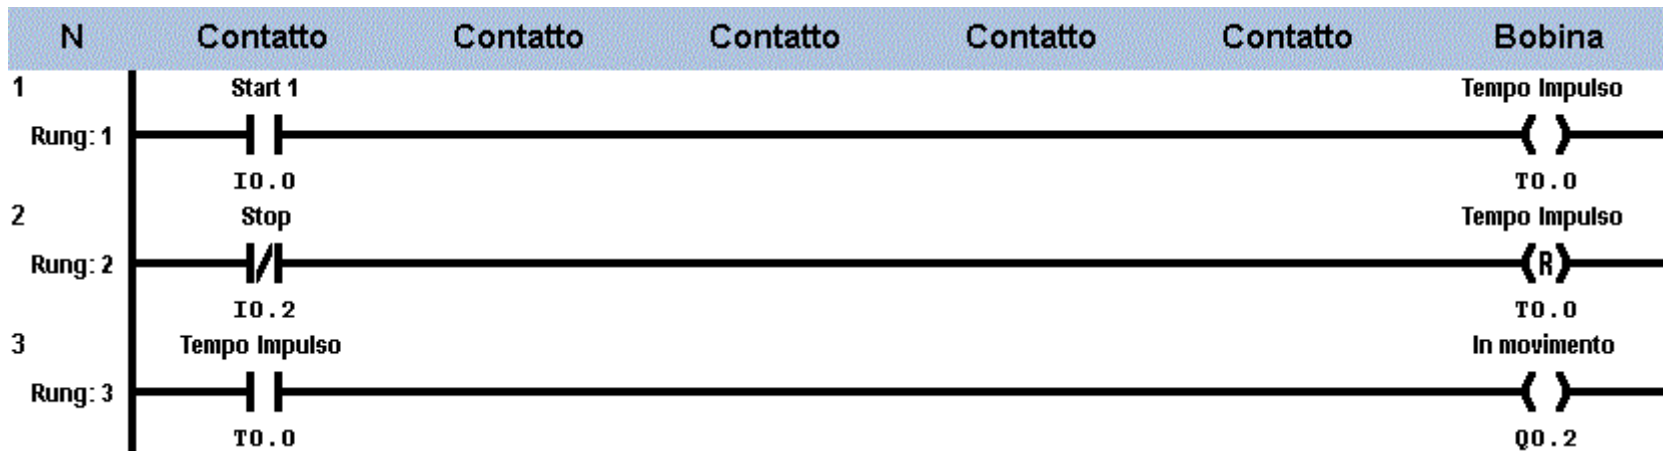 N Contatto Contatto Contatto Contatto Contatto Bobina
1 Start 1 Tempo Impulso
Rung: 1
I0.0 T0.0
2 Stop Tempo Impulso
Rung: 2 R
I0.2 T0.0
3 Tempo Impulso In movimento
Rung: 3
T0.0 Q0.2